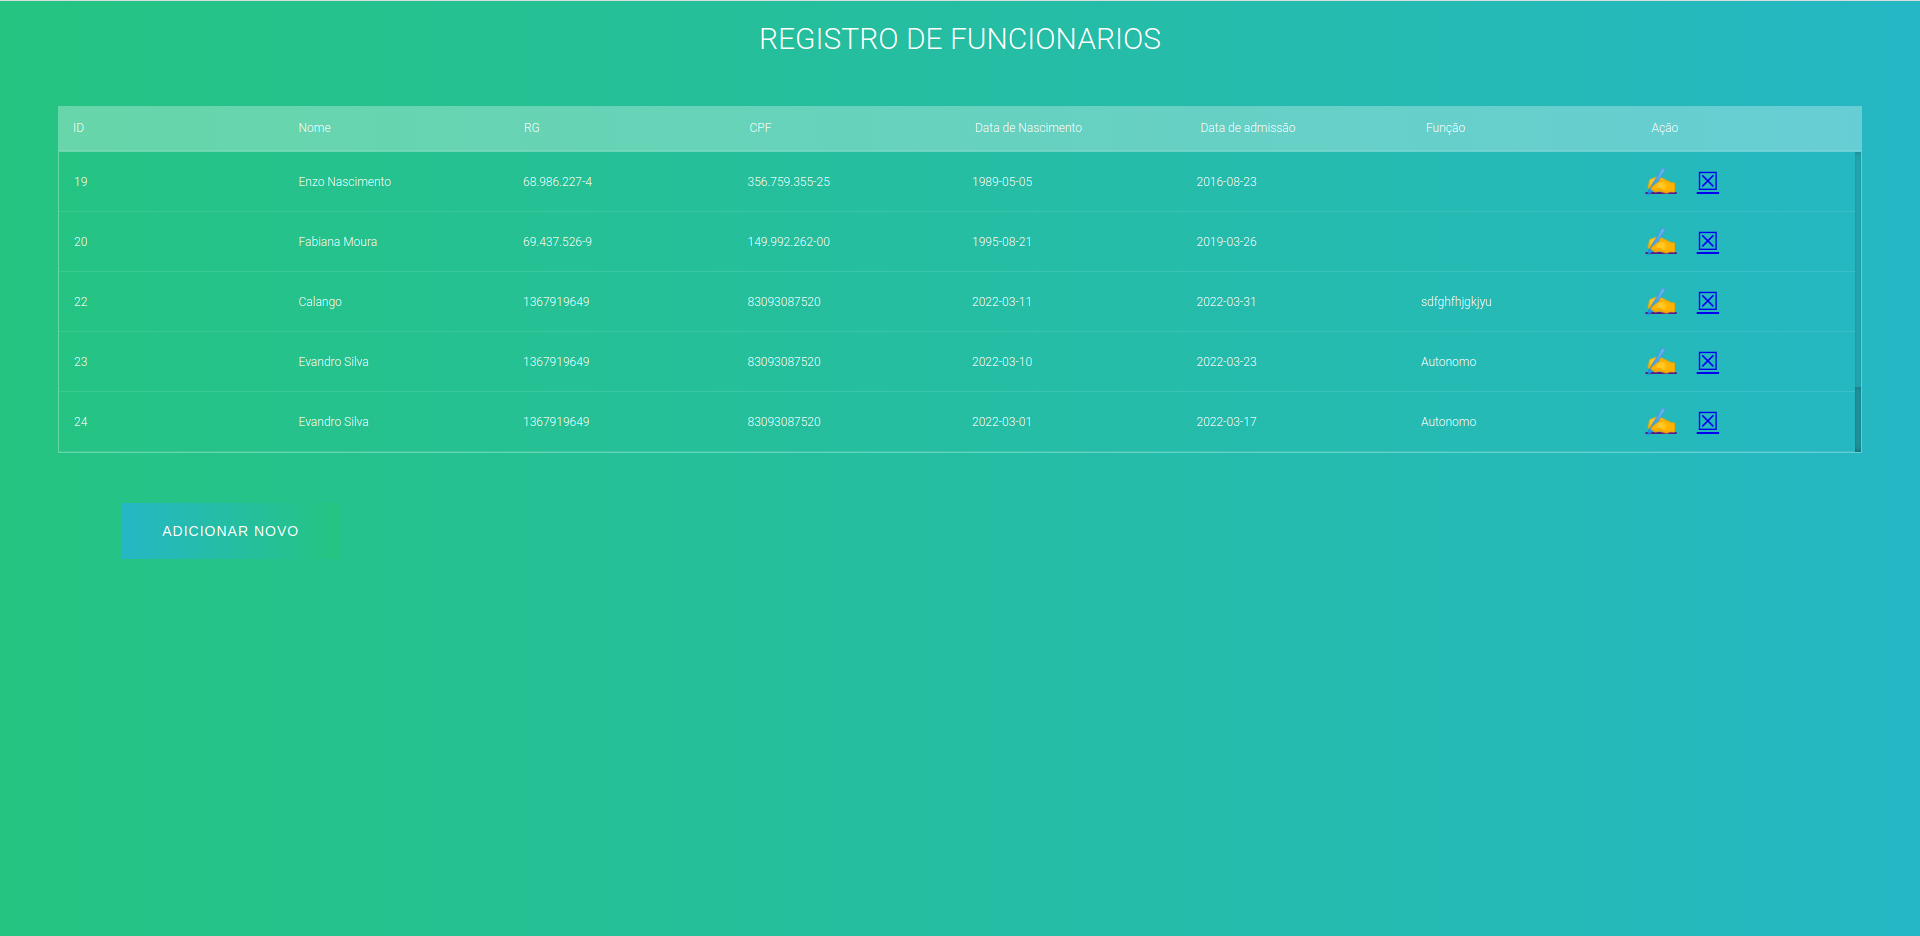 REGISTRO DE FUNCIONARIOS
ID Nome RG CPF Data de Nascimento Data de admissão Função Ação
19 Enzo Nascimento 68.986.227-4 356.759.355-25 1989-05-05 2016-08-23
20 Fabiana Moura 69.437.526-9 149.992.262-00 1995-08-21 2019-03-26
22 Calango 1367919649 83093087520 2022-03-11 2022-03-31 sdfghfhjgkjyu
23 Evandro Silva 1367919649 83093087520 2022-03-10 2022-03-23 Autonomo
24 Evandro Silva 1367919649 83093087520 2022-03-01 2022-03-17 Autonomo
ADICIONAR NOVO